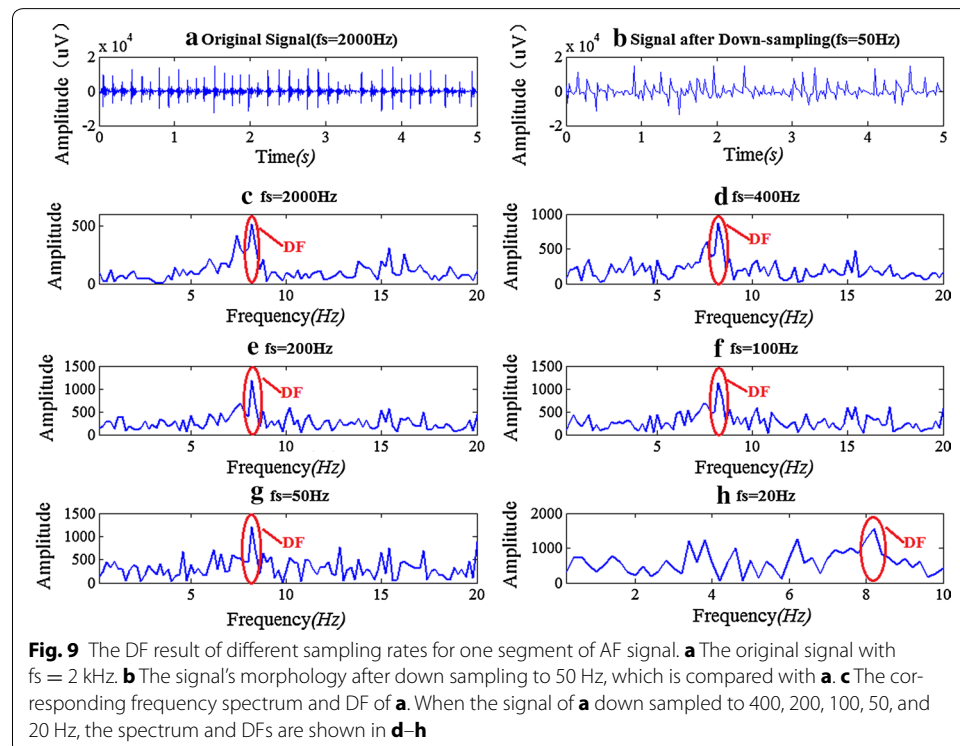 a Original Signal(fs=2000Hz)
Amplitude（uV）
2 x 10^4
0
-2
0 1 2 3 4 5
Time(s)
b Signal after Down-sampling(fs=50Hz)
Amplitude（uV）
2 x 10^4
0
-2
0 1 2 3 4 5
Time(s)
c fs=2000Hz
Amplitude
500
0
DF
5 10 15 20
Frequency(Hz)
d fs=400Hz
Amplitude
1000
500
0
DF
5 10 15 20
Frequency(Hz)
e fs=200Hz
Amplitude
1500
1000
500
0
DF
5 10 15 20
Frequency(Hz)
f fs=100Hz
Amplitude
1500
1000
500
0
DF
5 10 15 20
Frequency(Hz)
g fs=50Hz
Amplitude
1500
1000
500
0
DF
5 10 15 20
Frequency(Hz)
h fs=20Hz
Amplitude
2000
1000
0
DF
2 4 6 8 10
Frequency(Hz)
Fig. 9 The DF result of different sampling rates for one segment of AF signal. a The original signal with
fs = 2 kHz. b The signal's morphology after down sampling to 50 Hz, which is compared with a. c The cor-
responding frequency spectrum and DF of a. When the signal of a down sampled to 400, 200, 100, 50, and
20 Hz, the spectrum and DFs are shown in d–h